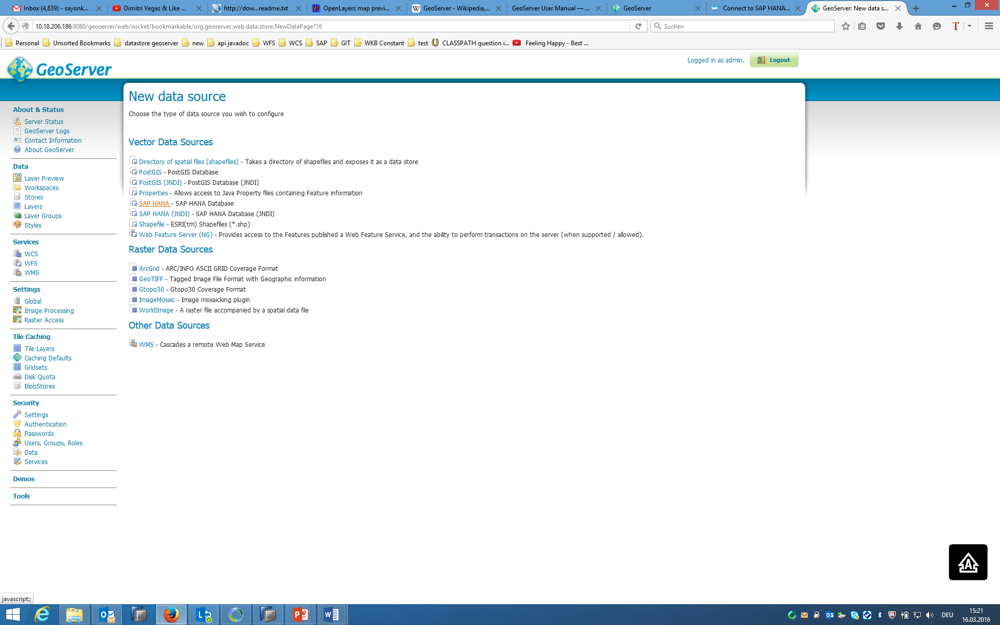 Inbox (4,839) - sayonk... Dimitri Vegas & Like ... http://dow...readme.txt OpenLayers map previ... GeoServer - Wikipedia,... GeoServer User Manual — ... GeoServer Connect to SAP HANA... GeoServer: New data s...
10.18.206.186:8080/geoserver/web/wicket/bookmarkable/org.geoserver.web.data.store.NewDataPage?16 Suchen
Personal Unsorted Bookmarks datastore geoserver new api javadoc WFS WCS SAP GIT WKB Constant test CLASSPATH question i... Feeling Happy - Best ...
GeoServer
Logged in as admin. Logout
About & Status
Server Status
GeoServer Logs
Contact Information
About GeoServer
Data
Layer Preview
Workspaces
Stores
Layers
Layer Groups
Styles
Services
WCS
WFS
WMS
Settings
Global
Image Processing
Raster Access
Tile Caching
Tile Layers
Caching Defaults
Gridsets
Disk Quota
BlobStores
Security
Settings
Authentication
Passwords
Users, Groups, Roles
Data
Services
Demos
Tools
New data source
Choose the type of data source you wish to configure
Vector Data Sources
Directory of spatial files (shapefiles) - Takes a directory of shapefiles and exposes it as a data store
PostGIS - PostGIS Database
PostGIS (JNDI) - PostGIS Database (JNDI)
Properties - Allows access to Java Property files containing Feature information
SAP HANA - SAP HANA Database
SAP HANA (JNDI) - SAP HANA Database (JNDI)
Shapefile - ESRI(tm) Shapefiles (*.shp)
Web Feature Server (NG) - Provides access to the Features published a Web Feature Service, and the ability to perform transactions on the server (when supported / allowed).
Raster Data Sources
ArcGrid - ARC/INFO ASCII GRID Coverage Format
GeoTIFF - Tagged Image File Format with Geographic information
Gtopo30 - Gtopo30 Coverage Format
ImageMosaic - Image mosaicking plugin
WorldImage - A raster file accompanied by a spatial data file
Other Data Sources
WMS - Cascades a remote Web Map Service
A
javascript:;
DEU
15:21
16.03.2016